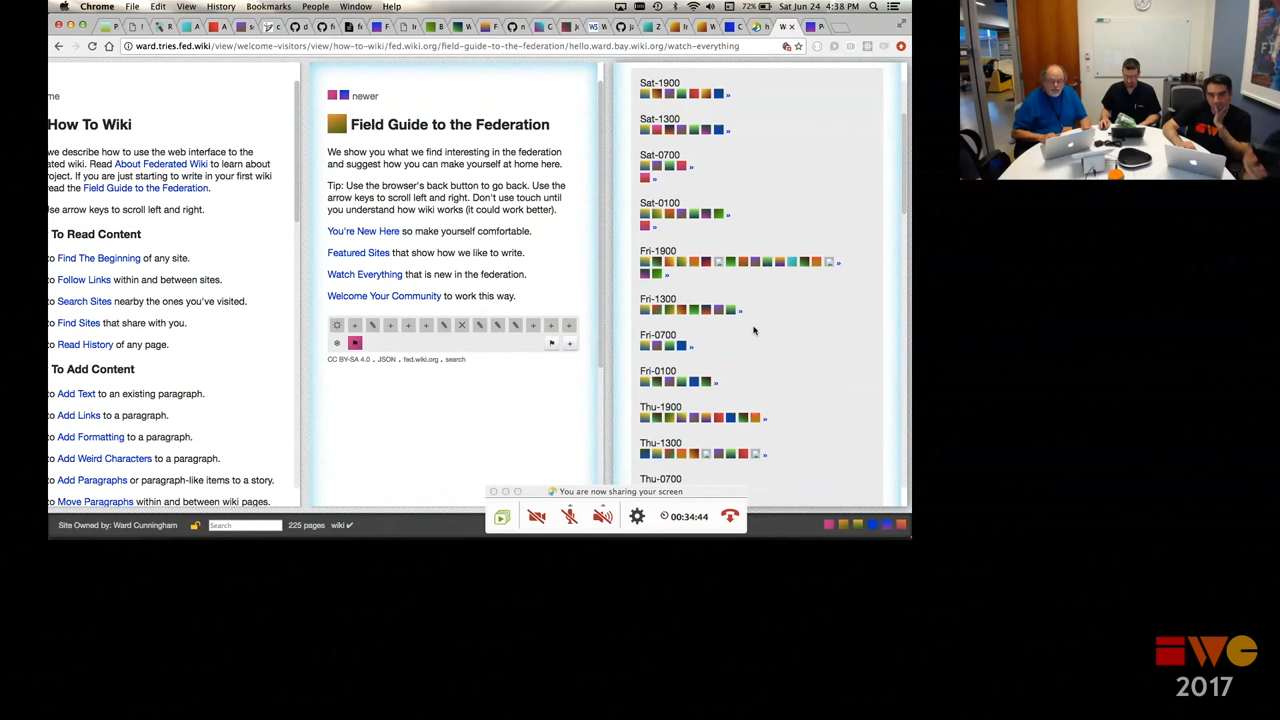 Chrome File Edit View History Bookmarks People Window Help
72% Sat Jun 24 4:38 PM
ward.tries.fed.wiki/view/welcome-visitors/view/how-to-wiki/fed.wiki.org/field-guide-to-the-federation/hello.ward.bay.wiki.org/watch-everything
me
How To Wiki
we describe how to use the web interface to the
ated wiki. Read About Federated Wiki to learn about
roject. If you are just starting to write in your first wiki
read the Field Guide to the Federation.
Use arrow keys to scroll left and right.
To Read Content
to Find The Beginning of any site.
to Follow Links within and between sites.
to Search Sites nearby the ones you've visited.
to Find Sites that share with you.
to Read History of any page.
To Add Content
to Add Text to an existing paragraph.
to Add Links to a paragraph.
to Add Formatting to a paragraph.
to Add Weird Characters to a paragraph.
to Add Paragraphs or paragraph-like items to a story.
to Move Paragraphs within and between wiki pages.
newer
Field Guide to the Federation
We show you what we find interesting in the federation
and suggest how you can make yourself at home here.
Tip: Use the browser's back button to go back. Use the
arrow keys to scroll left and right. Don't use touch until
you understand how wiki works (it could work better).
You're New Here so make yourself comfortable.
Featured Sites that show how we like to write.
Watch Everything that is new in the federation.
Welcome Your Community to work this way.
CC BY-SA 4.0 . JSON . fed.wiki.org . search
Sat-1900
»
Sat-1300
»
Sat-0700
»
»
Sat-0100
»
»
Fri-1900
»
»
Fri-1300
»
Fri-0700
»
Fri-0100
»
Thu-1900
»
Thu-1300
»
Thu-0700
You are now sharing your screen
00:34:44
Site Owned by: Ward Cunningham Search 225 pages wiki ✔
IWC
2017